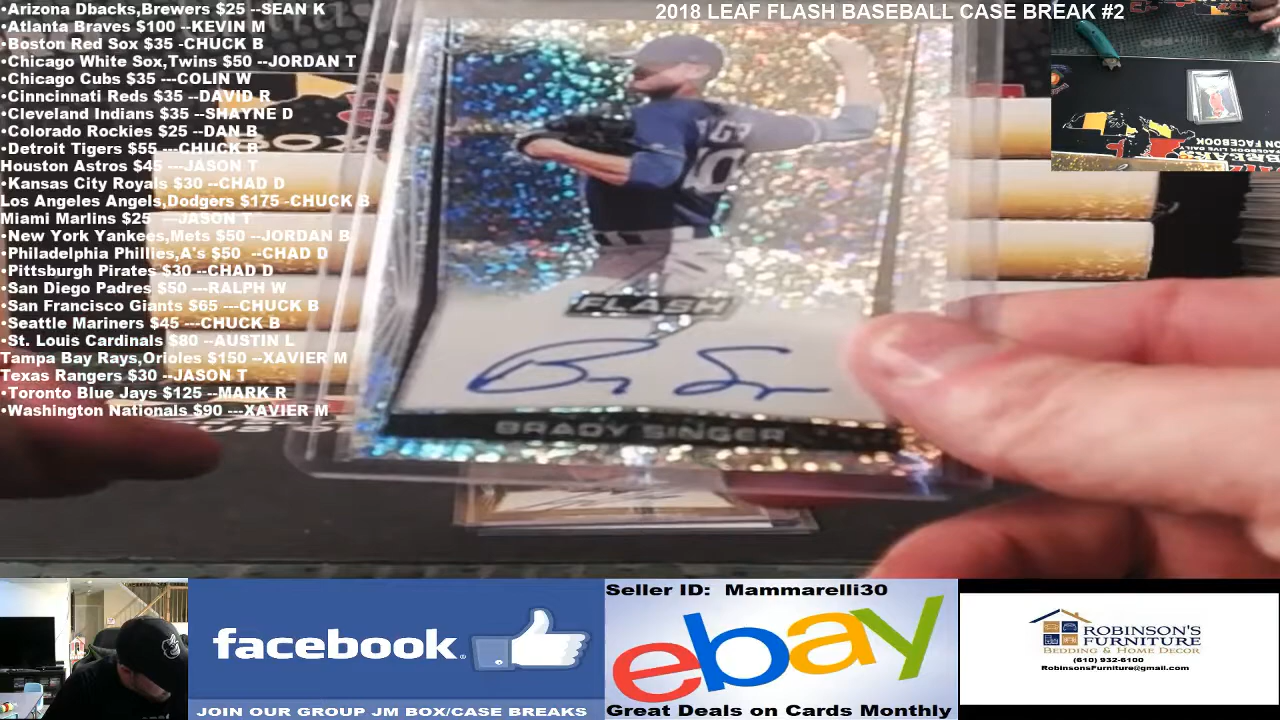 •Arizona Dbacks,Brewers $25 --SEAN K
•Atlanta Braves $100 --KEVIN M
•Boston Red Sox $35 -CHUCK B
•Chicago White Sox,Twins $50 --JORDAN T
•Chicago Cubs $35 ---COLIN W
•Cinncinnati Reds $35 --DAVID R
•Cleveland Indians $35 --SHAYNE D
•Colorado Rockies $25 --DAN B
•Detroit Tigers $55 ---CHUCK B
Houston Astros $45 ---JASON T
•Kansas City Royals $30 --CHAD D
Los Angeles Angels,Dodgers $175 -CHUCK B
Miami Marlins $25 ---JASON T
•New York Yankees,Mets $50 --JORDAN B
•Philadelphia Phillies,A's $50 --CHAD D
•Pittsburgh Pirates $30 --CHAD D
•San Diego Padres $50 ---RALPH W
•San Francisco Giants $65 ---CHUCK B
•Seattle Mariners $45 ---CHUCK B
•St. Louis Cardinals $80 --AUSTIN L
Tampa Bay Rays,Orioles $150 --XAVIER M
Texas Rangers $30 --JASON T
•Toronto Blue Jays $125 --MARK R
•Washington Nationals $90 ---XAVIER M
2018 LEAF FLASH BASEBALL CASE BREAK #2
FLASH
BRADY SINGER
facebook
JOIN OUR GROUP JM BOX/CASE BREAKS
Seller ID: Mammarelli30
ebay
Great Deals on Cards Monthly
ROBINSON'S
FURNITURE
BEDDING & HOME DECOR
(610) 932-6100
RobinsonsFurniture@gmail.com